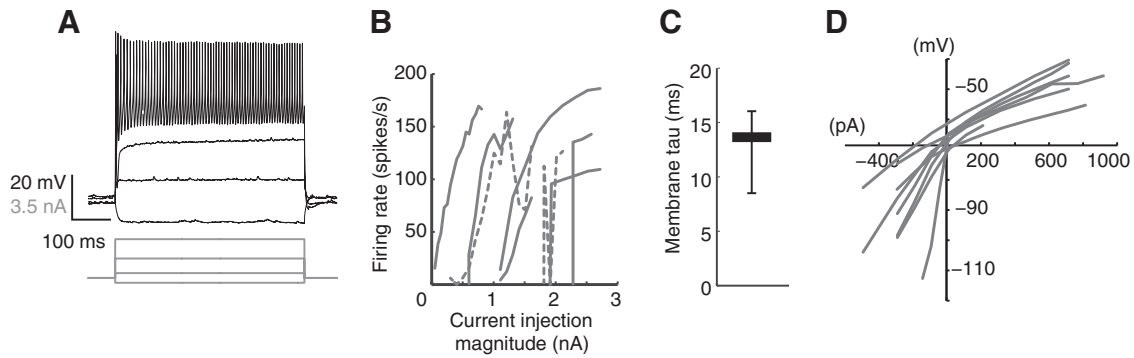 A
20 mV
3.5 nA
100 ms
B
Firing rate (spikes/s)
200
150
100
50
0
1
2
3
Current injection
magnitude (nA)
C
Membrane tau (ms)
20
15
10
5
0
D
(mV)
(pA)
−50
−400
200
600
1000
−90
−110